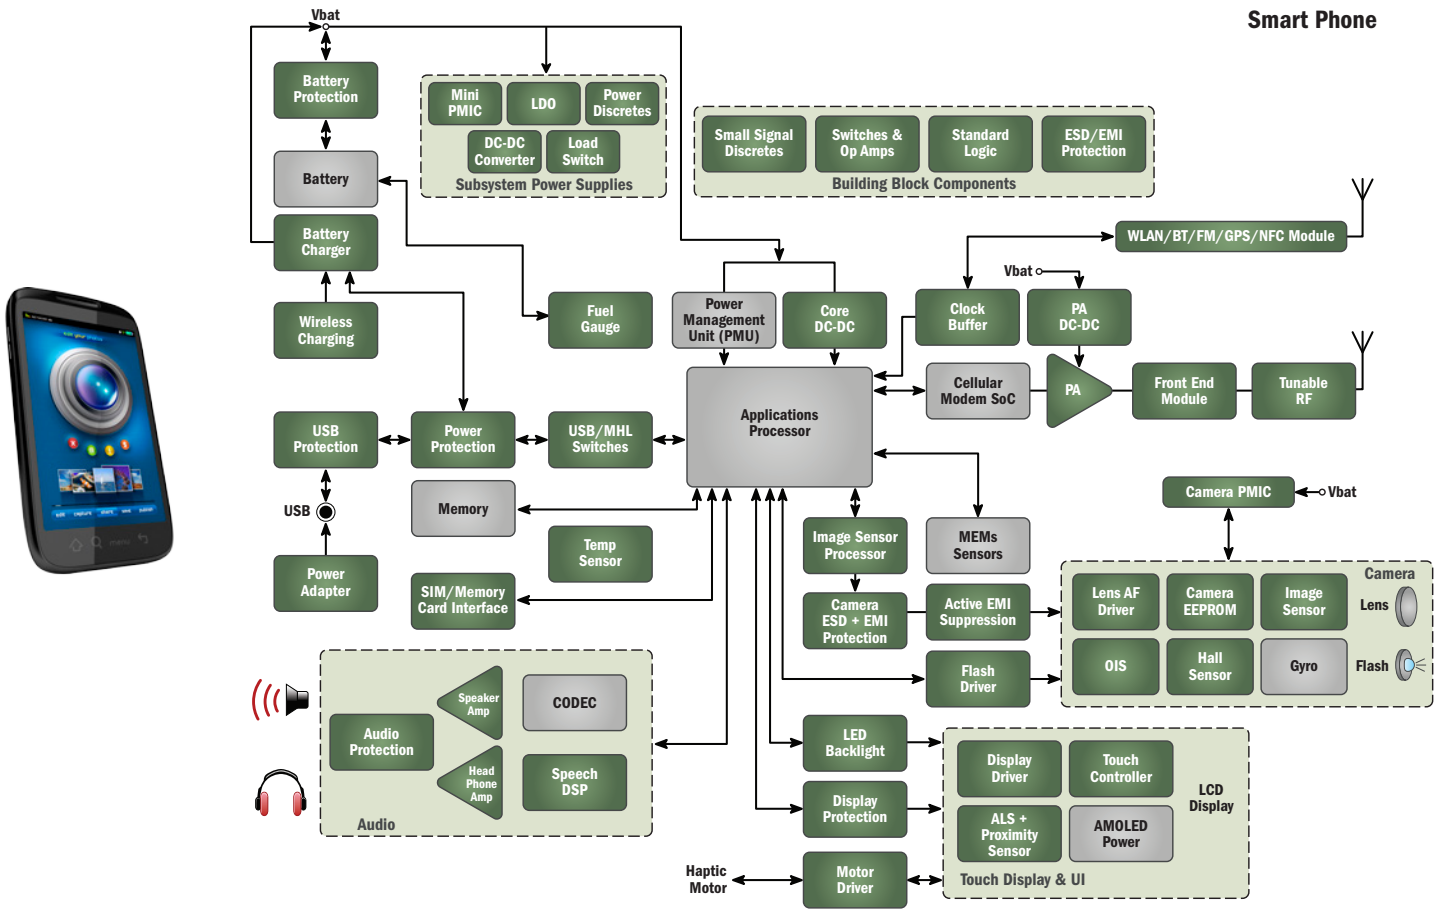 Smart Phone
Vbat
Battery
Protection
Battery
Battery
Charger
Wireless
Charging
Mini
PMIC
LDO
Power
Discretes
DC-DC
Converter
Load
Switch
Subsystem Power Supplies
Small Signal
Discretes
Switches &
Op Amps
Standard
Logic
ESD/EMI
Protection
Building Block Components
WLAN/BT/FM/GPS/NFC Module
Fuel
Gauge
Power
Management
Unit (PMU)
Core
DC-DC
Clock
Buffer
Vbat
PA
DC-DC
Applications
Processor
Cellular
Modem SoC
PA
Front End
Module
Tunable
RF
USB
Protection
Power
Protection
USB/MHL
Switches
USB
Power
Adapter
Memory
Temp
Sensor
SIM/Memory
Card Interface
Image Sensor
Processor
MEMs
Sensors
Camera PMIC
Vbat
Camera
ESD + EMI
Protection
Active EMI
Suppression
Flash
Driver
Camera
Lens AF
Driver
Camera
EEPROM
Image
Sensor
Lens
OIS
Hall
Sensor
Gyro
Flash
Audio
Protection
Speaker
Amp
Head
Phone
Amp
CODEC
Speech
DSP
Audio
LED
Backlight
Display
Protection
Haptic
Motor
Motor
Driver
Display
Driver
Touch
Controller
LCD
Display
ALS +
Proximity
Sensor
AMOLED
Power
Touch Display & UI